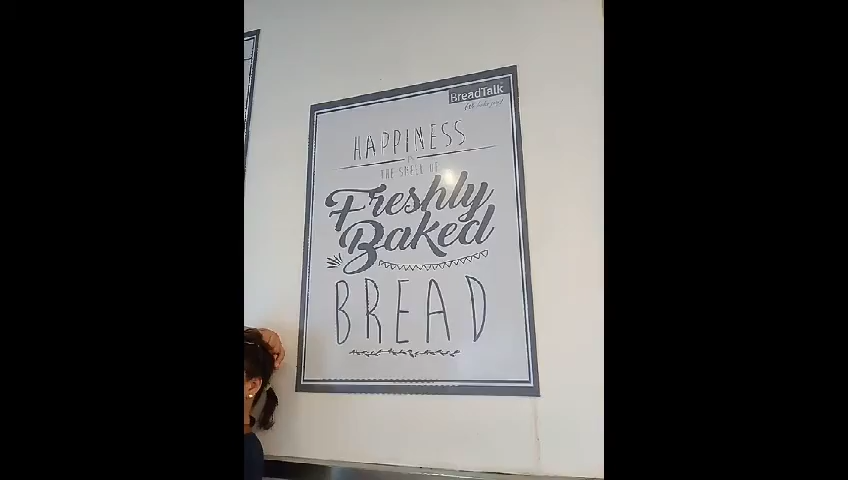 BreadTalk
HAPPINESS
IS
THE SMELL OF
Freshly
Baked
BREAD